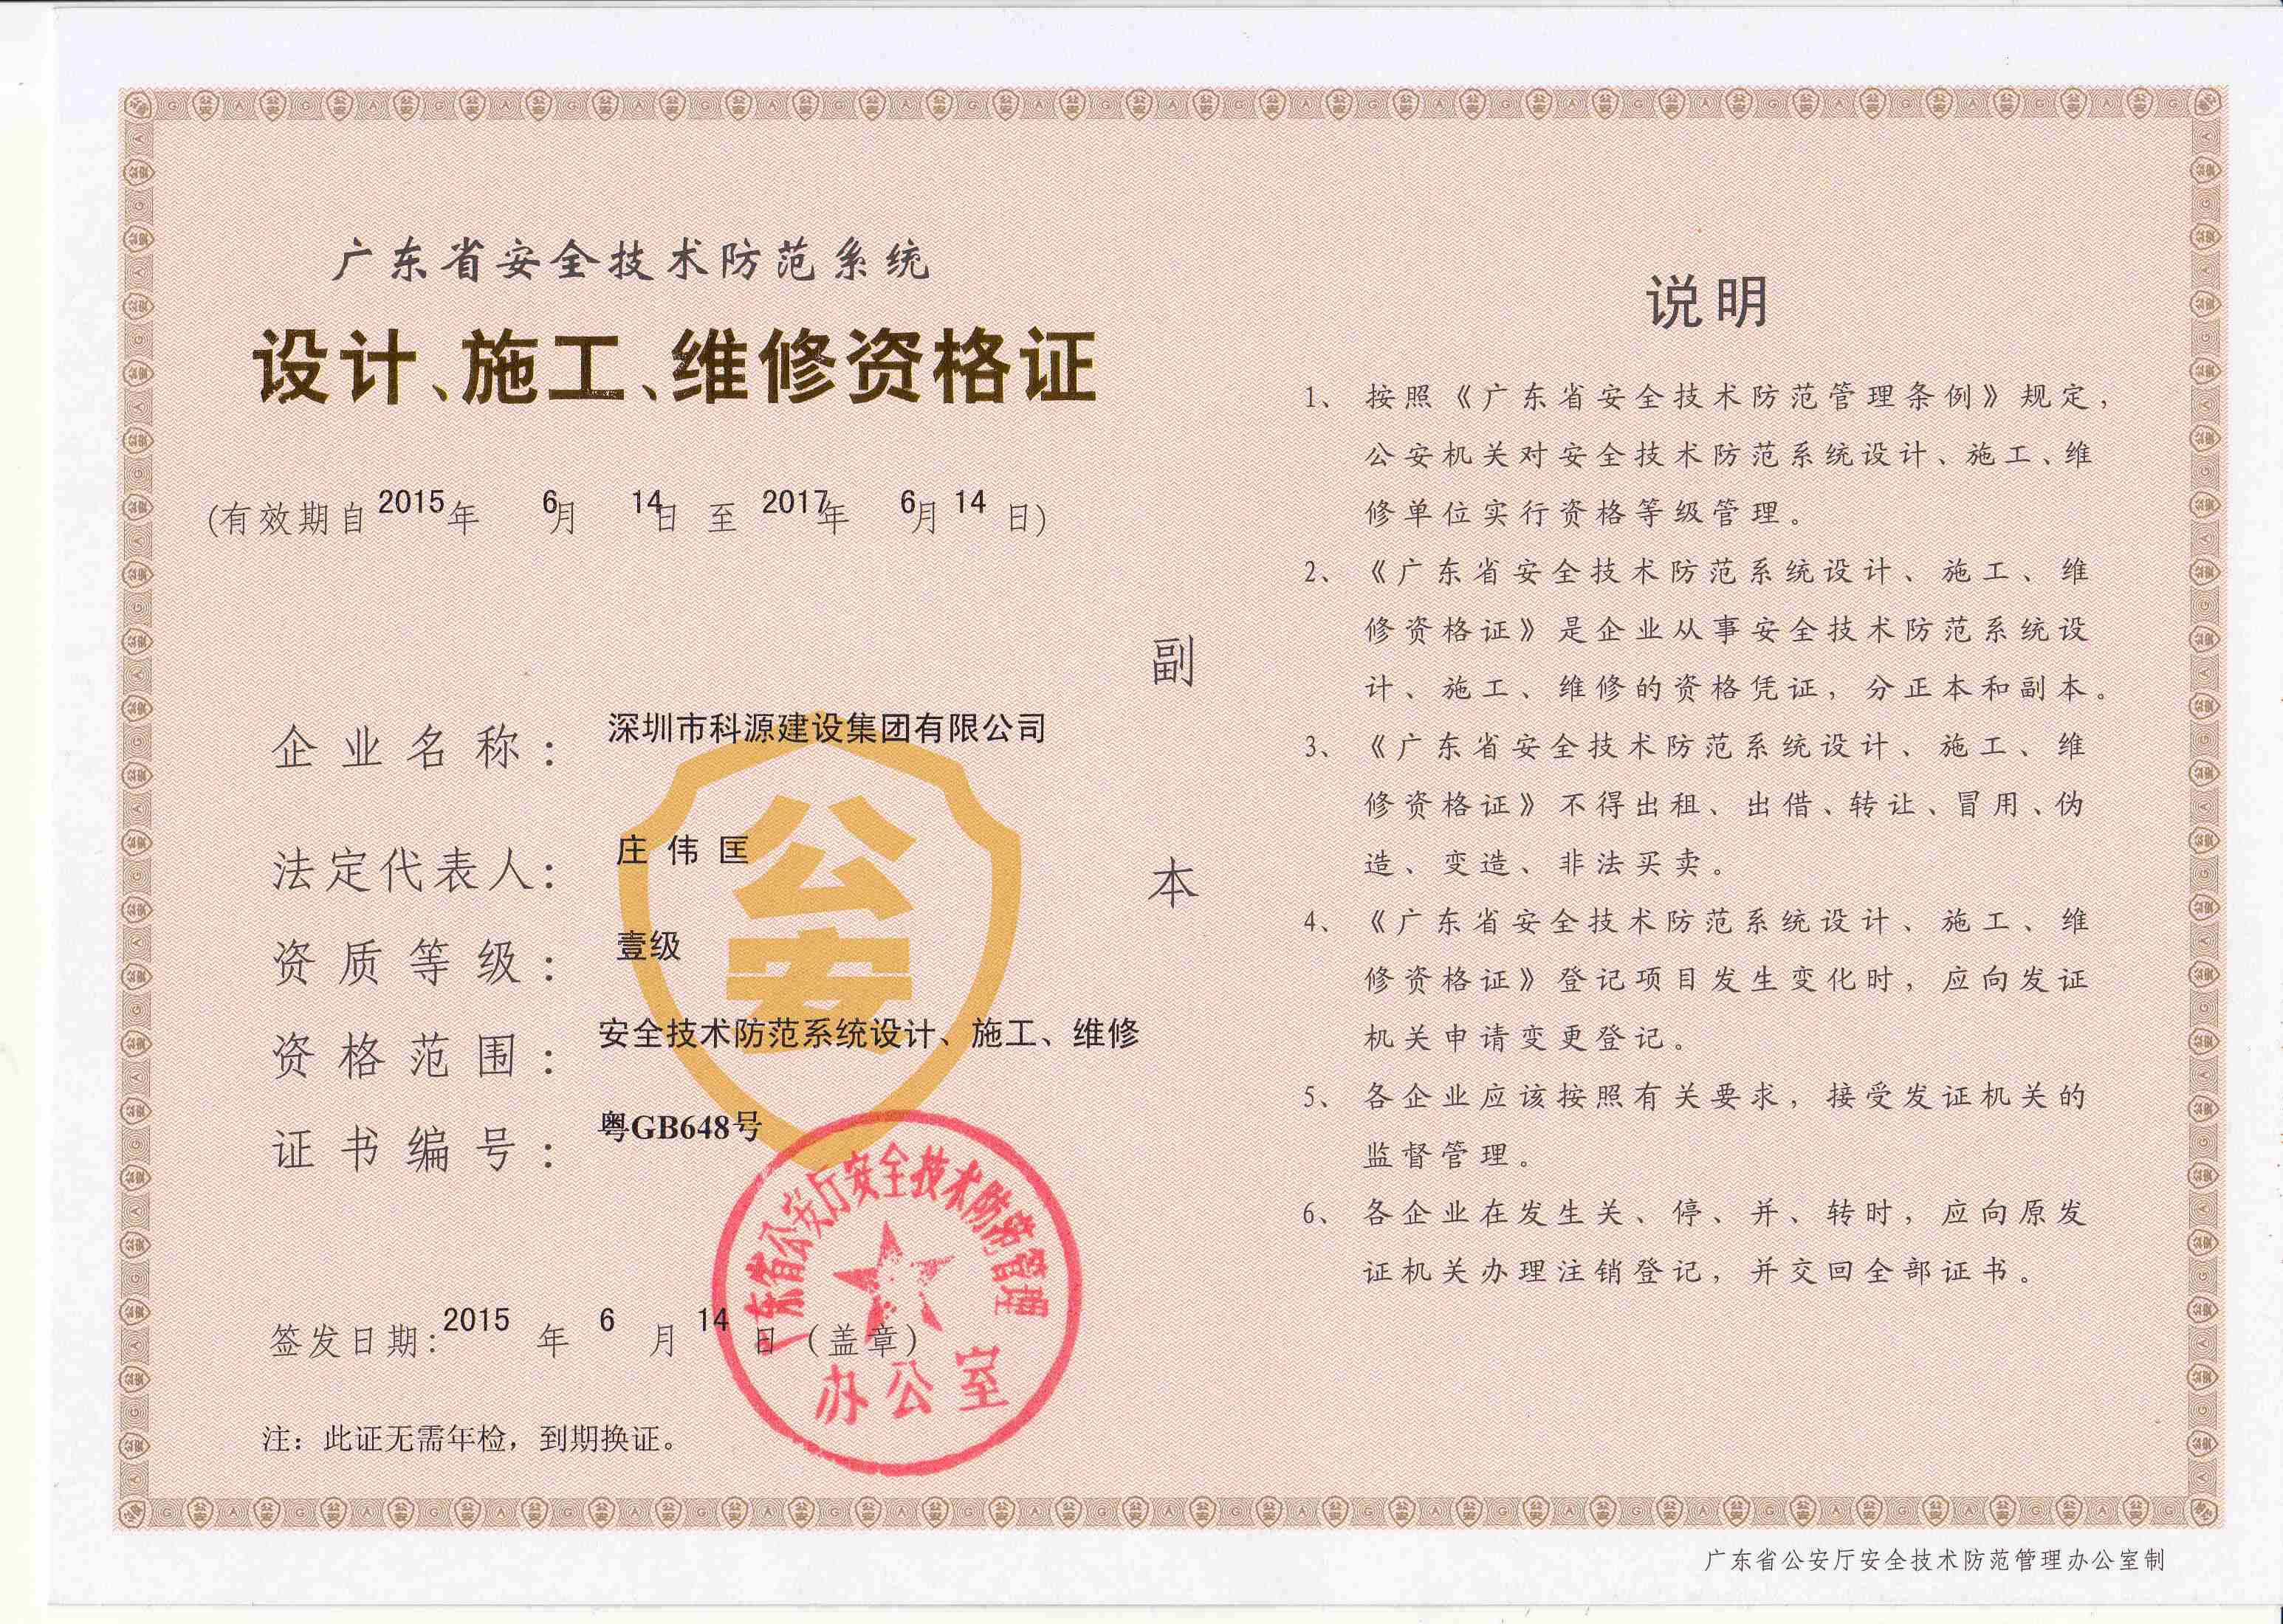 广东省安全技术防范系统
设计、施工、维修资格证
(有效期自2015年 6月 14日 至 2017年 6月 14日)
副本
企业名称： 深圳市科源建设集团有限公司
法定代表人： 庄伟匡
资质等级： 壹级
资格范围： 安全技术防范系统设计、施工、维修
证书编号： 粤GB648号
公安
广东省公安厅安全技术防范管理
办公室
签发日期：2015 年 6 月 14 日（盖章）
注：此证无需年检，到期换证。
说明
1、按照《广东省安全技术防范管理条例》规定，
公安机关对安全技术防范系统设计、施工、维
修单位实行资格等级管理。
2、《广东省安全技术防范系统设计、施工、维
修资格证》是企业从事安全技术防范系统设
计、施工、维修的资格凭证，分正本和副本。
3、《广东省安全技术防范系统设计、施工、维
修资格证》不得出租、出借、转让、冒用、伪
造、变造、非法买卖。
4、《广东省安全技术防范系统设计、施工、维
修资格证》登记项目发生变化时，应向发证
机关申请变更登记。
5、各企业应该按照有关要求，接受发证机关的
监督管理。
6、各企业在发生关、停、并、转时，应向原发
证机关办理注销登记，并交回全部证书。
广东省公安厅安全技术防范管理办公室制